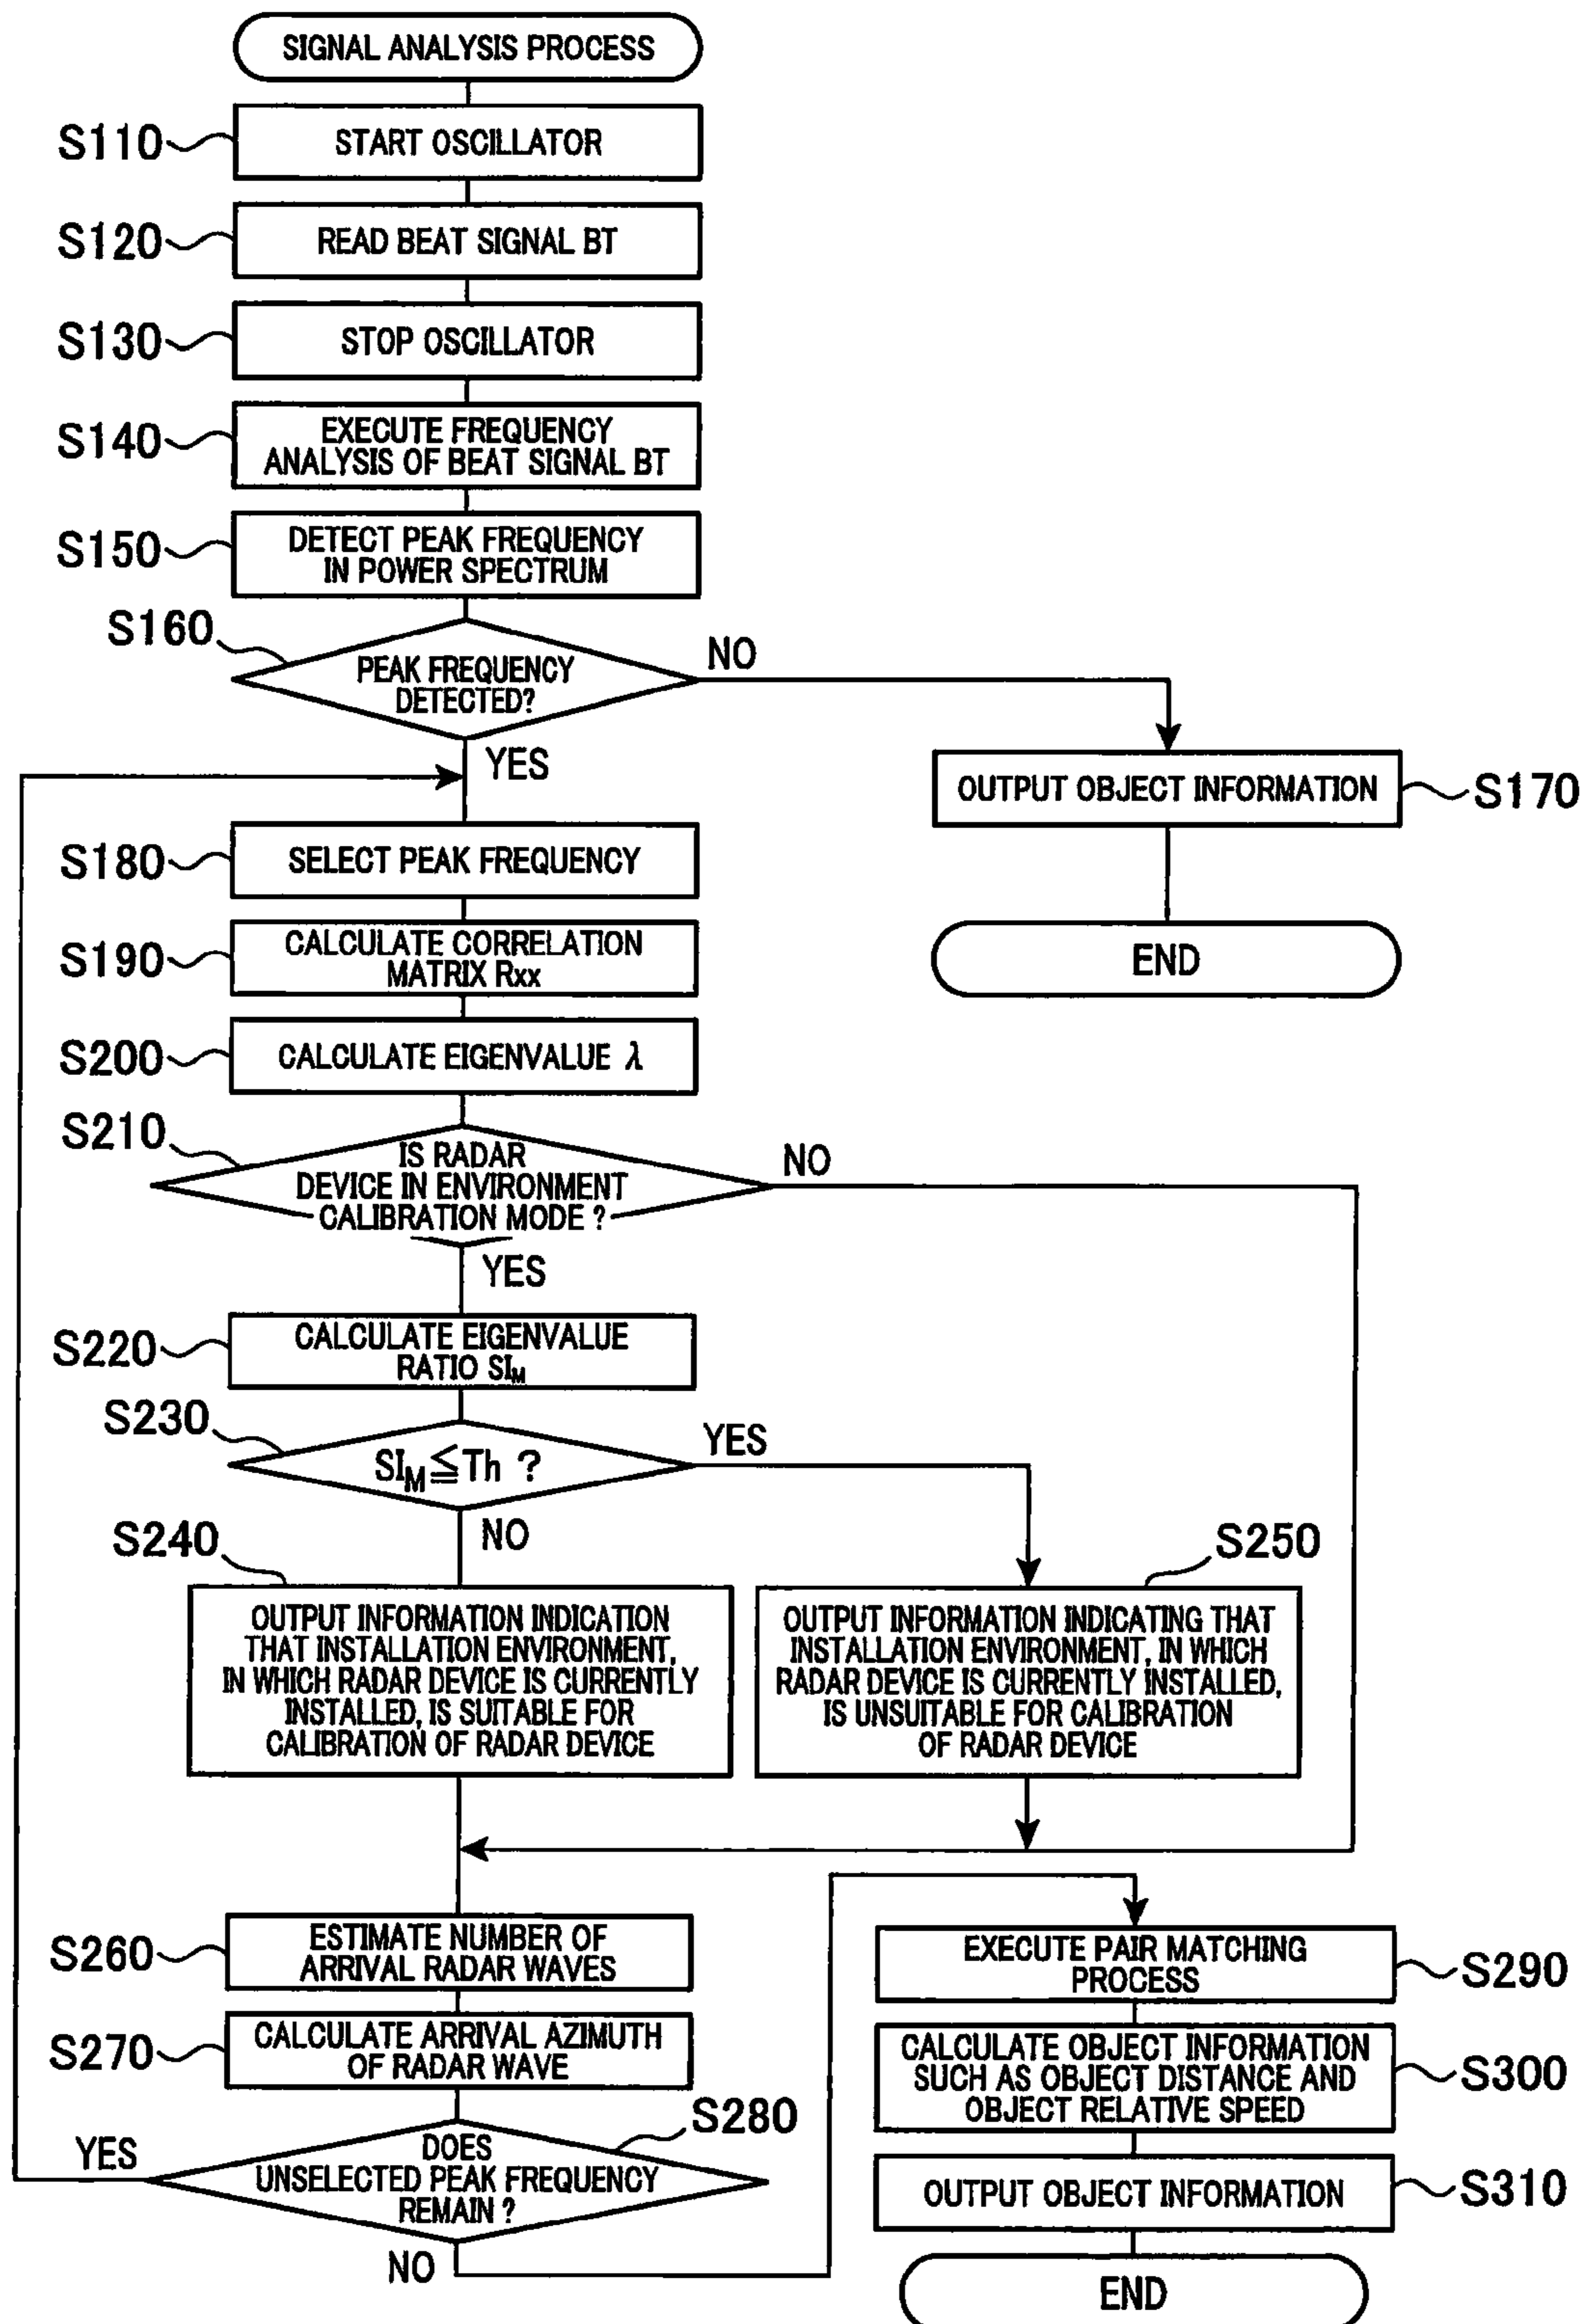 SIGNAL ANALYSIS PROCESS
S110
START OSCILLATOR
S120
READ BEAT SIGNAL BT
S130
STOP OSCILLATOR
S140
EXECUTE FREQUENCY
ANALYSIS OF BEAT SIGNAL BT
S150
DETECT PEAK FREQUENCY
IN POWER SPECTRUM
S160
PEAK FREQUENCY
DETECTED?
NO
YES
OUTPUT OBJECT INFORMATION
S170
END
S180
SELECT PEAK FREQUENCY
S190
CALCULATE CORRELATION
MATRIX Rxx
S200
CALCULATE EIGENVALUE λ
S210
IS RADAR
DEVICE IN ENVIRONMENT
CALIBRATION MODE ?
NO
YES
S220
CALCULATE EIGENVALUE
RATIO SIM
S230
SIM≦Th ?
YES
NO
S240
OUTPUT INFORMATION INDICATION
THAT INSTALLATION ENVIRONMENT,
IN WHICH RADAR DEVICE IS CURRENTLY
INSTALLED, IS SUITABLE FOR
CALIBRATION OF RADAR DEVICE
S250
OUTPUT INFORMATION INDICATING THAT
INSTALLATION ENVIRONMENT, IN WHICH
RADAR DEVICE IS CURRENTLY INSTALLED,
IS UNSUITABLE FOR CALIBRATION
OF RADAR DEVICE
S260
ESTIMATE NUMBER OF
ARRIVAL RADAR WAVES
S270
CALCULATE ARRIVAL AZIMUTH
OF RADAR WAVE
S280
DOES
UNSELECTED PEAK FREQUENCY
REMAIN ?
YES
NO
EXECUTE PAIR MATCHING
PROCESS
S290
CALCULATE OBJECT INFORMATION
SUCH AS OBJECT DISTANCE AND
OBJECT RELATIVE SPEED
S300
OUTPUT OBJECT INFORMATION
S310
END